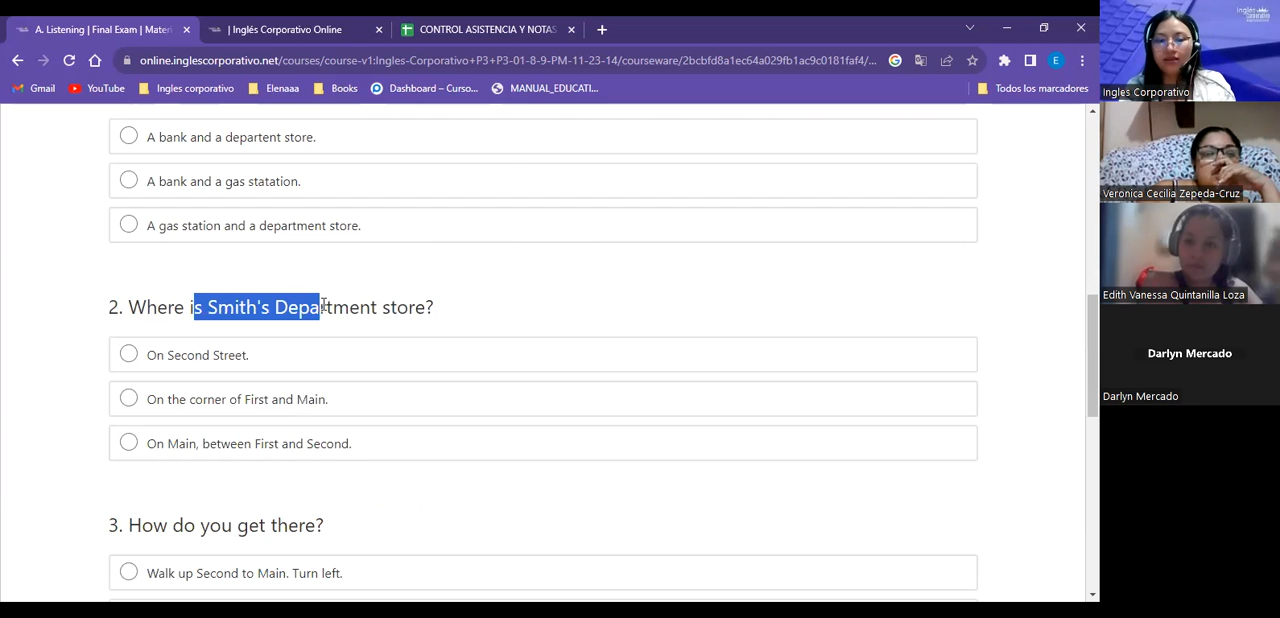 A. Listening | Final Exam | Materi
| Inglés Corporativo Online
CONTROL ASISTENCIA Y NOTAS
online.inglescorporativo.net/courses/course-v1:Ingles-Corporativo+P3+P3-01-8-9-PM-11-23-14/courseware/2bcbfd8a1ec64a029fb1ac9c0181faf4/...
E
Gmail
YouTube
Ingles corporativo
Elenaaa
Books
Dashboard – Curso...
MANUAL_EDUCATI...
Todos los marcadores
A bank and a departent store.
A bank and a gas statation.
A gas station and a department store.
2. Where is Smith's Department store?
On Second Street.
On the corner of First and Main.
On Main, between First and Second.
3. How do you get there?
Walk up Second to Main. Turn left.
ingles
Ingles Corporativo
Veronica Cecilia Zepeda-Cruz
Edith Vanessa Quintanilla Loza
Darlyn Mercado
Darlyn Mercado